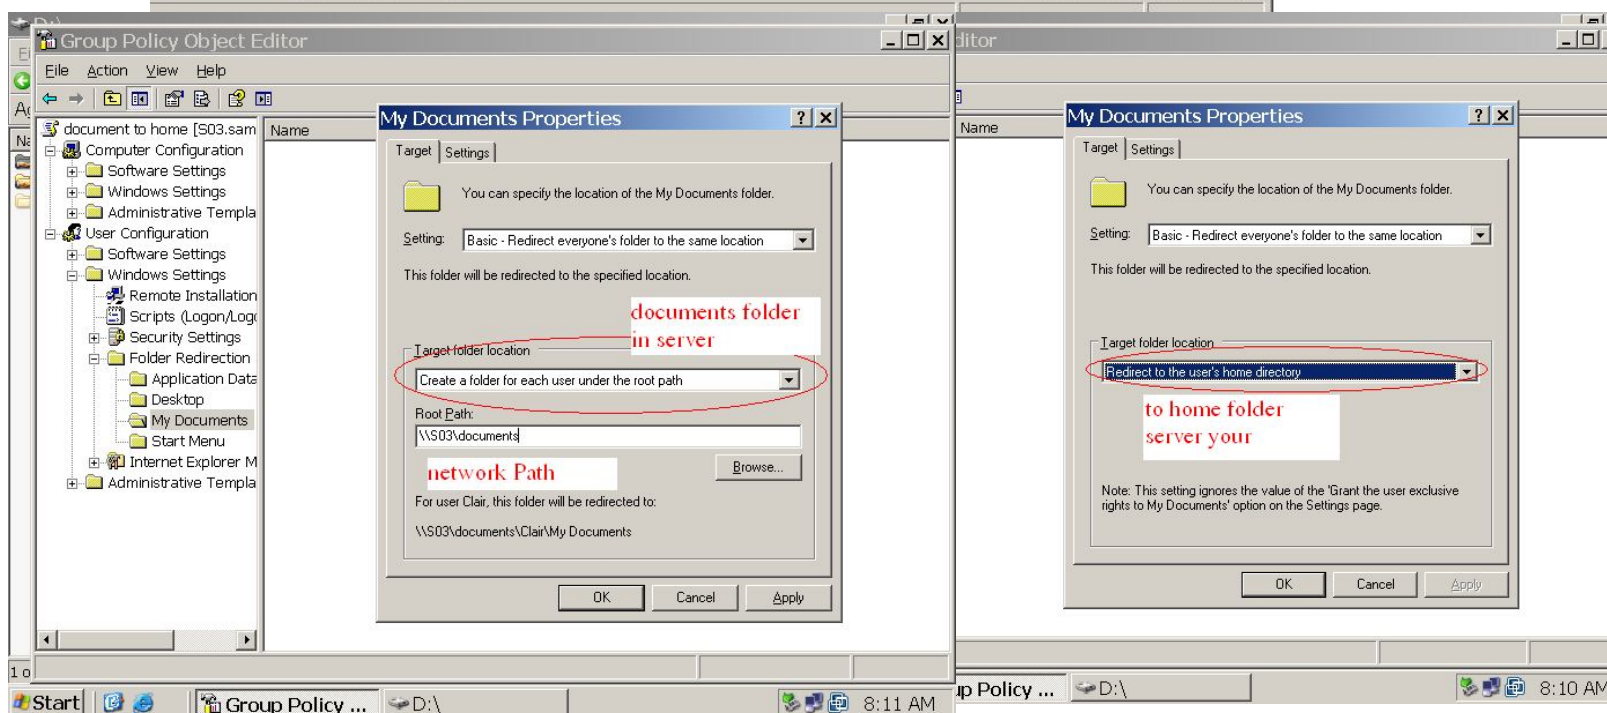 D:\
Group Policy Object Editor
File Action View Help
document to home [S03.sam
Computer Configuration
Software Settings
Windows Settings
Administrative Templa
User Configuration
Software Settings
Windows Settings
Remote Installation
Scripts (Logon/Logo
Security Settings
Folder Redirection
Application Data
Desktop
My Documents
Start Menu
Internet Explorer M
Administrative Templa
Name
My Documents Properties
Target Settings
You can specify the location of the My Documents folder.
Setting: Basic - Redirect everyone's folder to the same location
This folder will be redirected to the specified location.
documents folder
in server
Target folder location
Create a folder for each user under the root path
Root Path:
\\S03\documents
network Path
Browse...
For user Clair, this folder will be redirected to:
\\S03\documents\Clair\My Documents
OK Cancel Apply
Start Group Policy ... D:\ 8:11 AM
ditor
Name
My Documents Properties
Target Settings
You can specify the location of the My Documents folder.
Setting: Basic - Redirect everyone's folder to the same location
This folder will be redirected to the specified location.
Target folder location
Redirect to the user's home directory
to home folder
server your
Note: This setting ignores the value of the 'Grant the user exclusive
rights to My Documents' option on the Settings page.
OK Cancel Apply
up Policy ... D:\ 8:10 AM